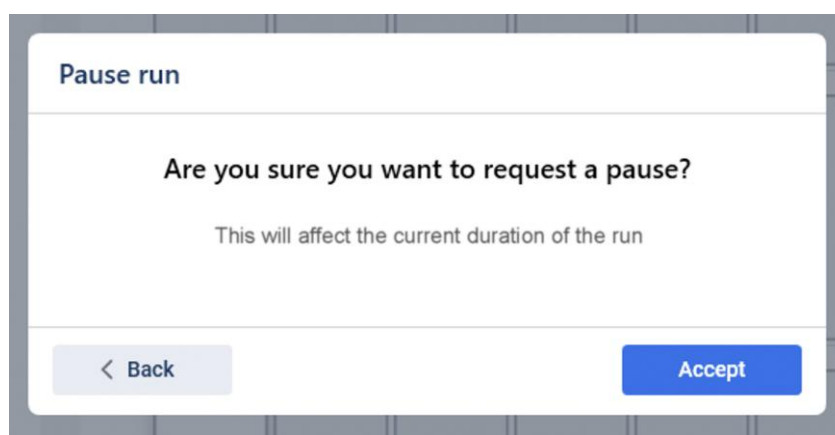 Pause run
Are you sure you want to request a pause?
This will affect the current duration of the run
Back
Accept